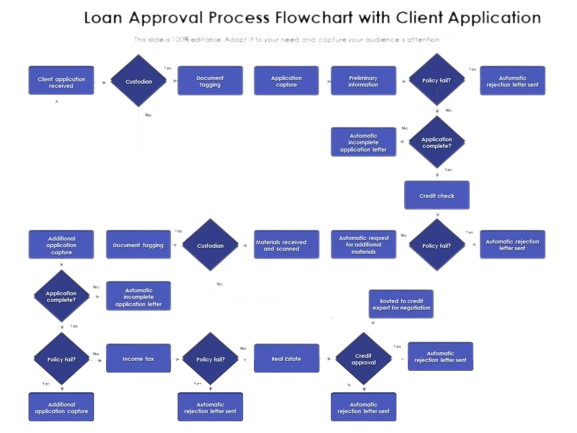 Loan Approval Process Flowchart with Client Application
This slide is 100% editable. Adapt it to your need and capture your audience's attention.
Client application
received
Custodian
Yes
Document
tagging
Application
capture
Preliminary
information
Policy fail?
Yes
Automatic
rejection letter sent
No
No
Automatic
incomplete
application letter
No
Application
complete?
Yes
Credit check
Additional
application
capture
Document tagging
Yes
Custodian
Materials received
and scanned
Automatic request
for additional
materials
No
Policy fail?
Yes
Automatic rejection
letter sent
Application
complete?
No
Automatic
incomplete
application letter
No
Routed to credit
expert for negotiation
Yes
Policy fail?
No
Income tax
Policy fail?
No
Real Estate
Credit
approval
Yes
Automatic
rejection letter sent
Yes
Yes
Additional
application capture
Automatic
rejection letter sent
Automatic
rejection letter sent